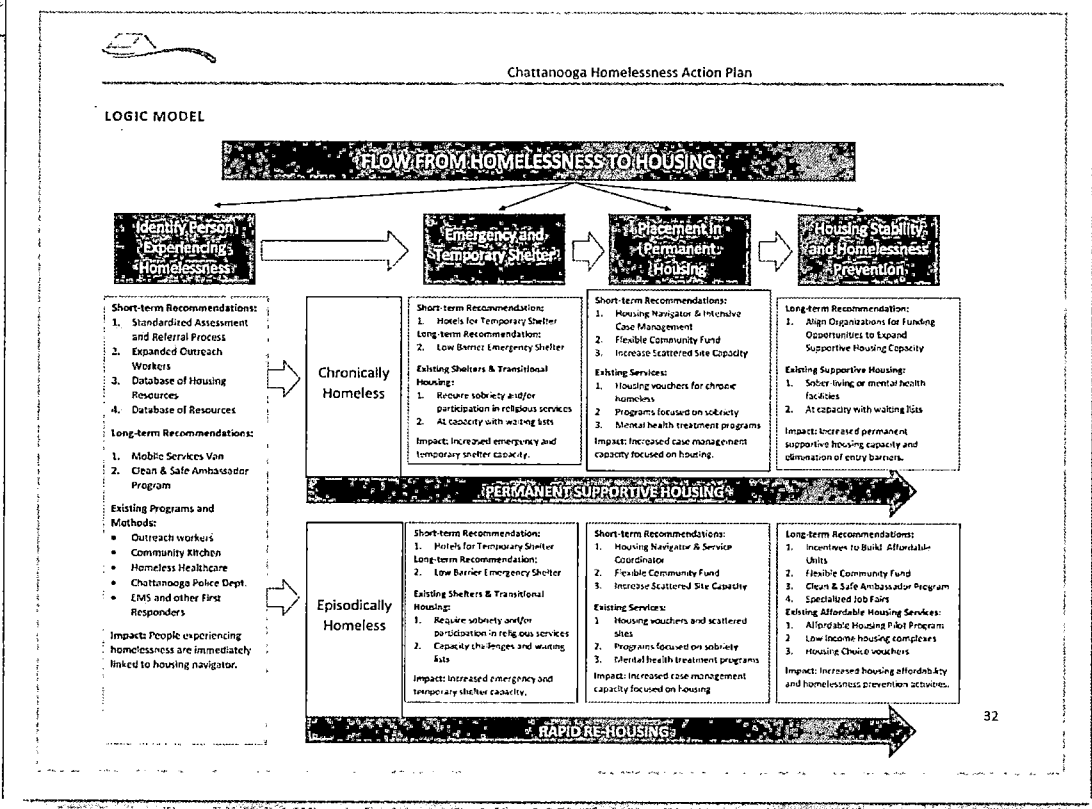 Chattanooga Homelessness Action Plan
LOGIC MODEL
FLOW FROM HOMELESSNESS TO HOUSING
Identify Person
Experiencing
Homelessness
Emergency and
Temporary Shelter
Placement in
Permanent
Housing
Housing Stability
and Homelessness
Prevention
Short-term Recommendations:
1. Standardized Assessment
and Referral Process
2. Expanded Outreach
Workers
3. Database of Housing
Resources
4. Database of Resources
Long-term Recommendations:
1. Mobile Services Van
2. Clean & Safe Ambassador
Program
Existing Programs and
Methods:
• Outreach workers
• Community Kitchen
• Homeless Healthcare
• Chattanooga Police Dept.
• EMS and other First
Responders
Impact: People experiencing
homelessness are immediately
linked to housing navigator.
Chronically
Homeless
Short-term Recommendation:
1. Hotels for Temporary Shelter
Long-term Recommendation:
2. Low Barrier Emergency Shelter
Existing Shelters & Transitional
Housing:
1. Require sobriety and/or
participation in religious services
2. At capacity with waiting lists
Impact: Increased emergency and
temporary shelter capacity.
Short-term Recommendations:
1. Housing Navigator & Intensive
Case Management
2. Flexible Community Fund
3. Increase Scattered Site Capacity
Existing Services:
1. Housing vouchers for chronic
homeless
2 Programs focused on sobriety
3. Mental health treatment programs
Impact: Increased case management
capacity focused on housing.
Long-term Recommendation:
1. Align Organizations for Funding
Opportunities to Expand
Supportive Housing Capacity
Existing Supportive Housing:
1. Sober-living or mental health
facilities
2. At capacity with waiting lists
Impact: Increased permanent
supportive housing capacity and
elimination of entry barriers.
PERMANENT SUPPORTIVE HOUSING
Episodically
Homeless
Short-term Recommendation:
1. Hotels for Temporary Shelter
Long-term Recommendation:
2. Low Barrier Emergency Shelter
Existing Shelters & Transitional
Housing:
1. Require sobriety and/or
participation in religious services
2. Capacity challenges and waiting
lists
Impact: Increased emergency and
temporary shelter capacity.
Short-term Recommendations:
1. Housing Navigator & Service
Coordinator
2. Flexible Community Fund
3. Increase Scattered Site Capacity
Existing Services:
1 Housing vouchers and scattered
sites
2. Programs focused on sobriety
3. Mental health treatment programs
Impact: Increased case management
capacity focused on housing
Long-term Recommendations:
1. Incentives to Build Affordable
Units
2. Flexible Community Fund
3. Clean & Safe Ambassador Program
4. Specialized Job Fairs
Existing Affordable Housing Services:
1. Affordable Housing Pilot Program
2 Low Income housing complexes
3. Housing Choice vouchers
Impact: Increased housing affordability
and homelessness prevention activities.
RAPID RE-HOUSING
32